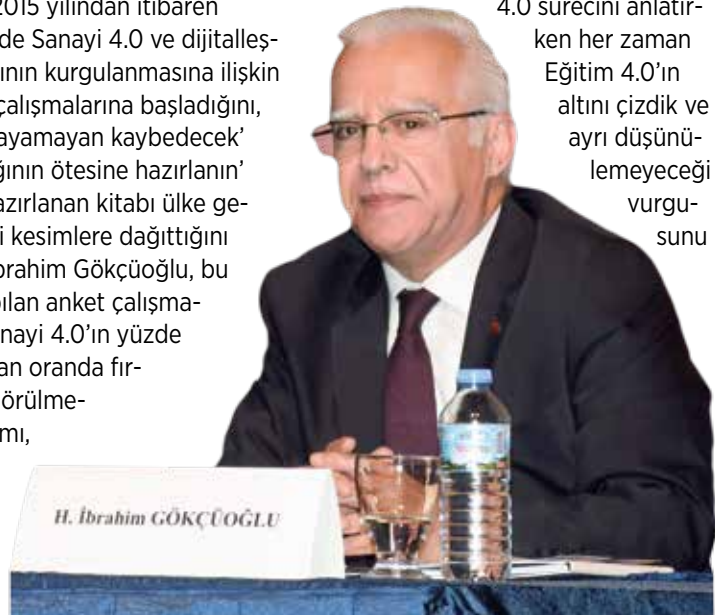 2015 yılından itibaren
de Sanayi 4.0 ve dijitalleş-
nın kurgulanmasına ilişkin
çalışmalarına başladığını,
ayamayan kaybedecek’
ğının ötesine hazırlanın’
azırlanan kitabı ülke ge-
i kesimlere dağıttığını
brahim Gökçüoğlu, bu
pılan anket çalışma-
nayi 4.0’ın yüzde
an oranda fır-
örülme-
mı,
4.0 sürecini anlatır-
ken her zaman
Eğitim 4.0’ın
altını çizdik ve
ayrı düşünü-
lemeyeceği
vurgu-
sunu
H. İbrahim GÖKÇÜOĞLU